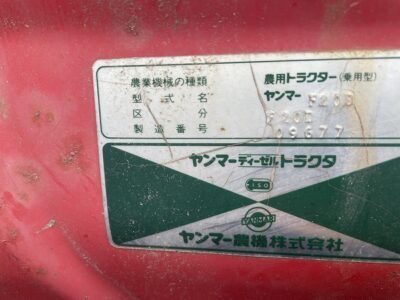 農業機械の種類 農用トラクター(乗用型)
型式名 ヤンマー F20D
区分 F20D
製造番号 09677
ヤンマーディーゼルトラクタ
ISO
YANMAR
ヤンマー農機株式会社